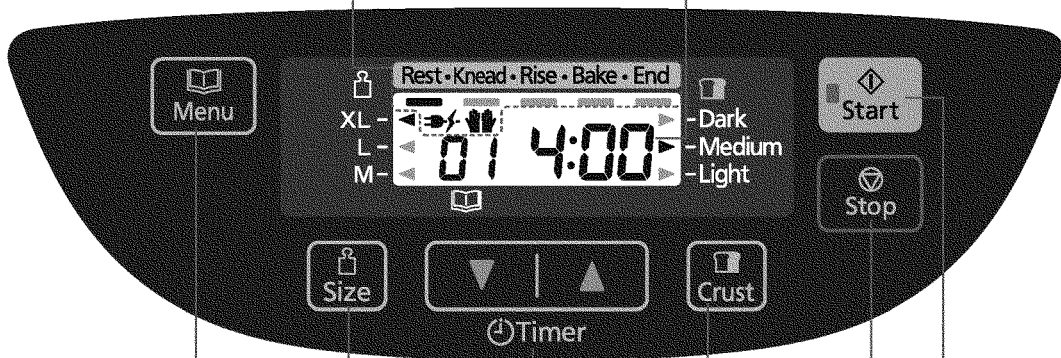 Menu
Rest · Knead · Rise · Bake · End
XL -
L -
M -
01 4:00
- Dark
- Medium
- Light
Start
Stop
Size
Timer
Crust